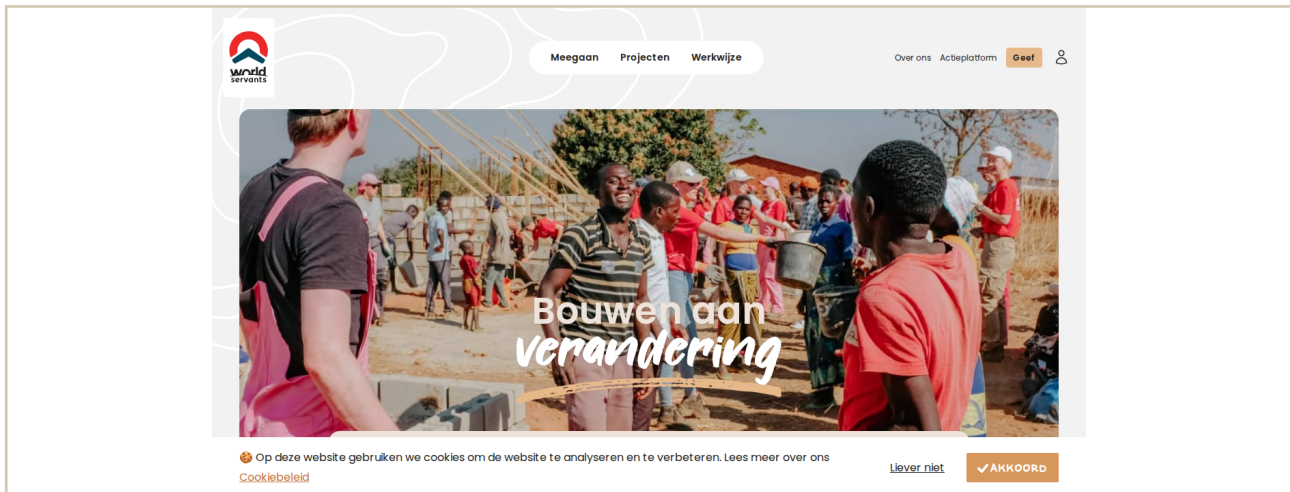 world
servants
Meegaan Projecten Werkwijze
Over ons Actieplatform Geef
Bouwen aan
verandering
🍪 Op deze website gebruiken we cookies om de website te analyseren en te verbeteren. Lees meer over ons
Cookiebeleid
Liever niet
AKKOORD